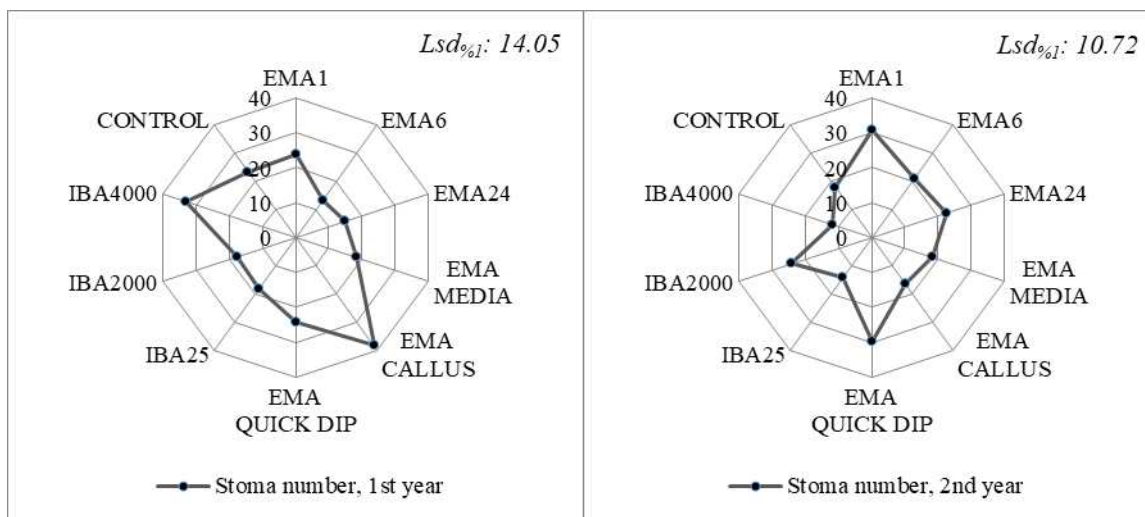 Lsd%1: 14.05
EMA1
40
CONTROL
EMA6
30
20
IBA4000
EMA24
10
0
IBA2000
EMA
MEDIA
IBA25
EMA
CALLUS
EMA
QUICK DIP
Stoma number, 1st year
Lsd%1: 10.72
EMA1
40
CONTROL
EMA6
30
20
IBA4000
EMA24
10
0
IBA2000
EMA
MEDIA
IBA25
EMA
CALLUS
EMA
QUICK DIP
Stoma number, 2nd year